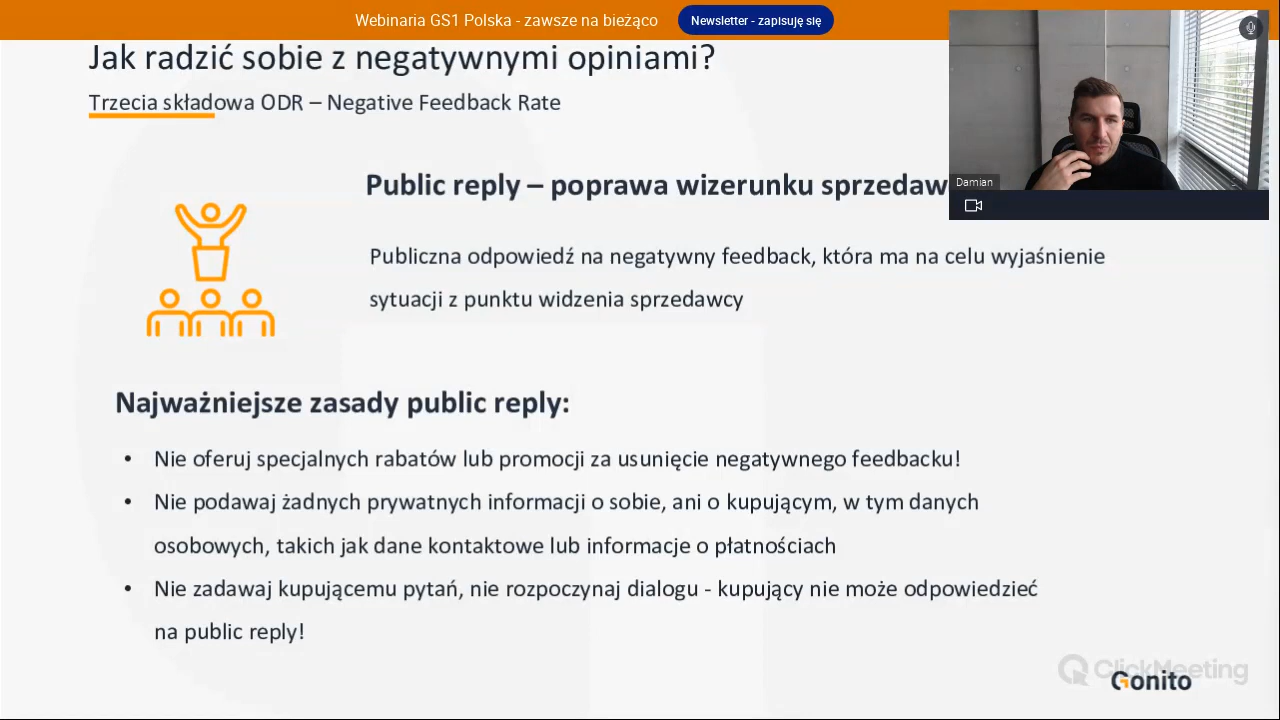 Webinaria GS1 Polska - zawsze na bieżąco
Newsletter - zapisuję się
Jak radzić sobie z negatywnymi opiniami?
Trzecia składowa ODR – Negative Feedback Rate
Damian
Public reply – poprawa wizerunku sprzedaw
Publiczna odpowiedź na negatywny feedback, która ma na celu wyjaśnienie
sytuacji z punktu widzenia sprzedawcy
Najważniejsze zasady public reply:
• Nie oferuj specjalnych rabatów lub promocji za usunięcie negatywnego feedbacku!
• Nie podawaj żadnych prywatnych informacji o sobie, ani o kupującym, w tym danych
osobowych, takich jak dane kontaktowe lub informacje o płatnościach
• Nie zadawaj kupującemu pytań, nie rozpoczynaj dialogu - kupujący nie może odpowiedzieć
na public reply!
ClickMeeting
Gonito